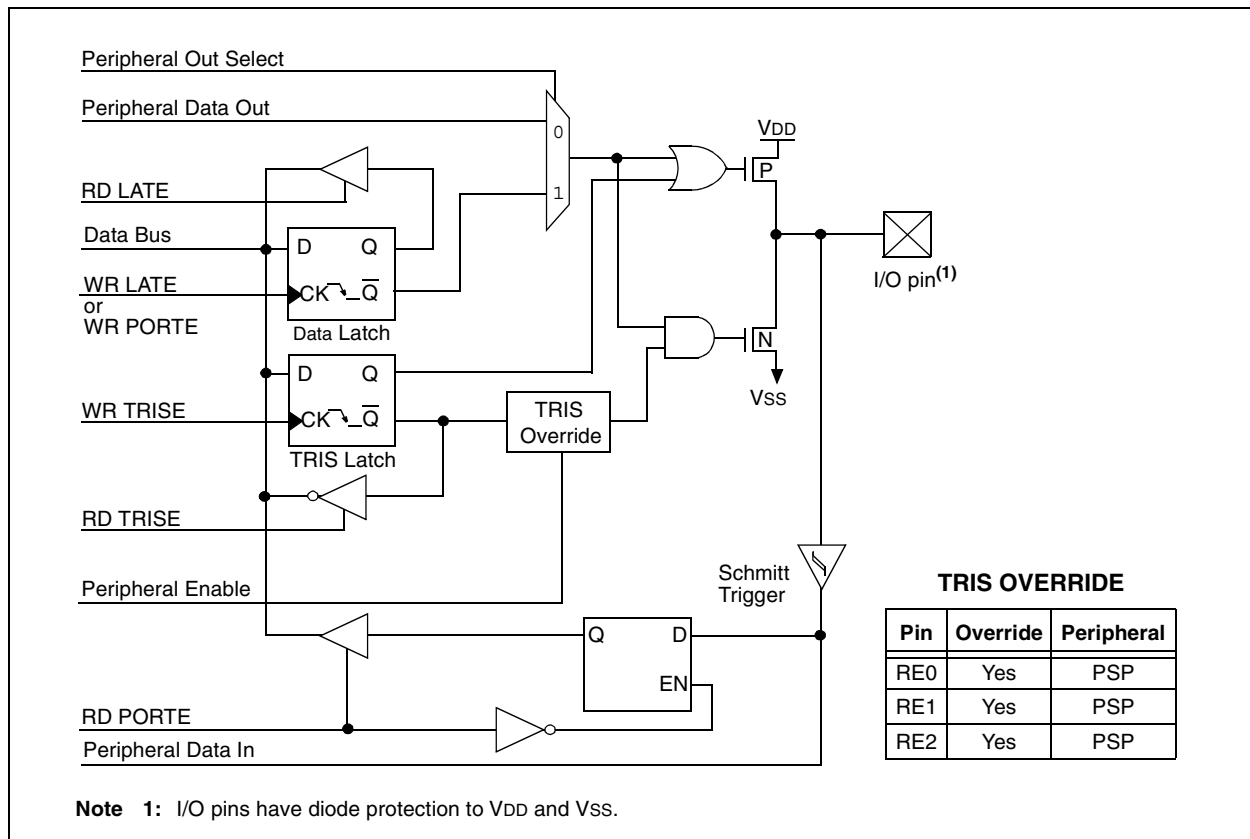 Peripheral Out Select
Peripheral Data Out
0
1
VDD
P
RD LATE
Data Bus
D Q
WR LATE
or
WR PORTE
CK Q
Data Latch
I/O pin(1)
N
VSS
D Q
WR TRISE
CK Q
TRIS Latch
TRIS
Override
RD TRISE
Peripheral Enable
Schmitt
Trigger
Q D
EN
RD PORTE
Peripheral Data In
TRIS OVERRIDE
Pin Override Peripheral
RE0 Yes PSP
RE1 Yes PSP
RE2 Yes PSP
Note 1: I/O pins have diode protection to VDD and VSS.